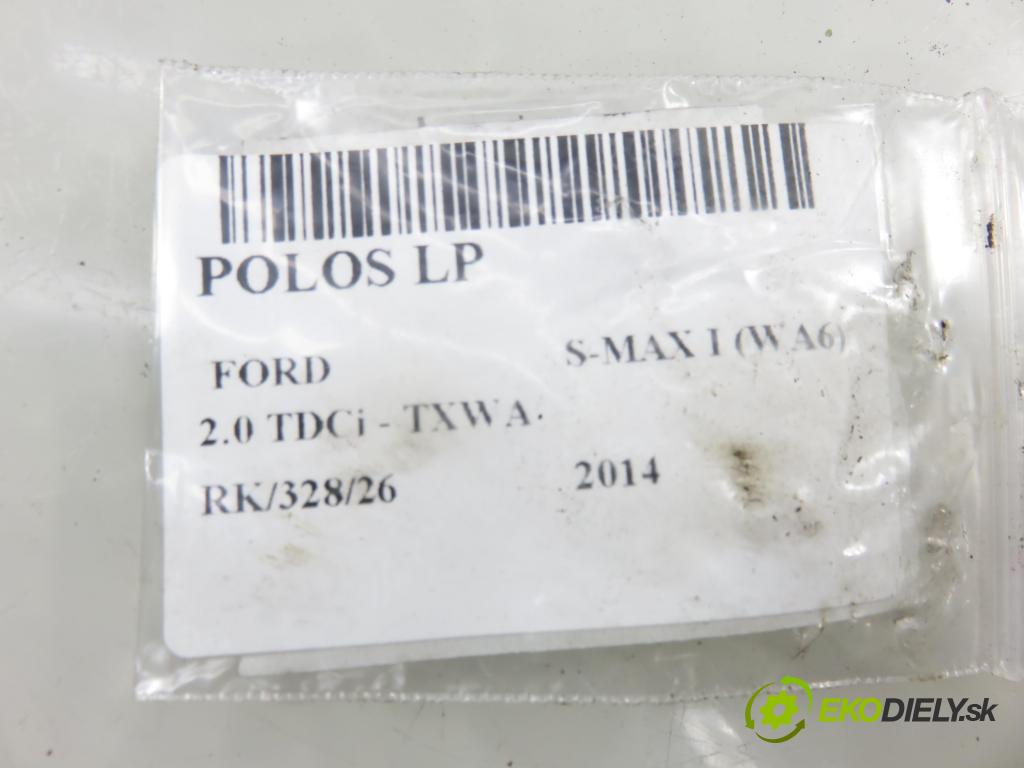 POLOS LP
FORD S-MAX I (WA6)
2.0 TDCi - TXWA
RK/328/26 2014
EKODIELY.sk